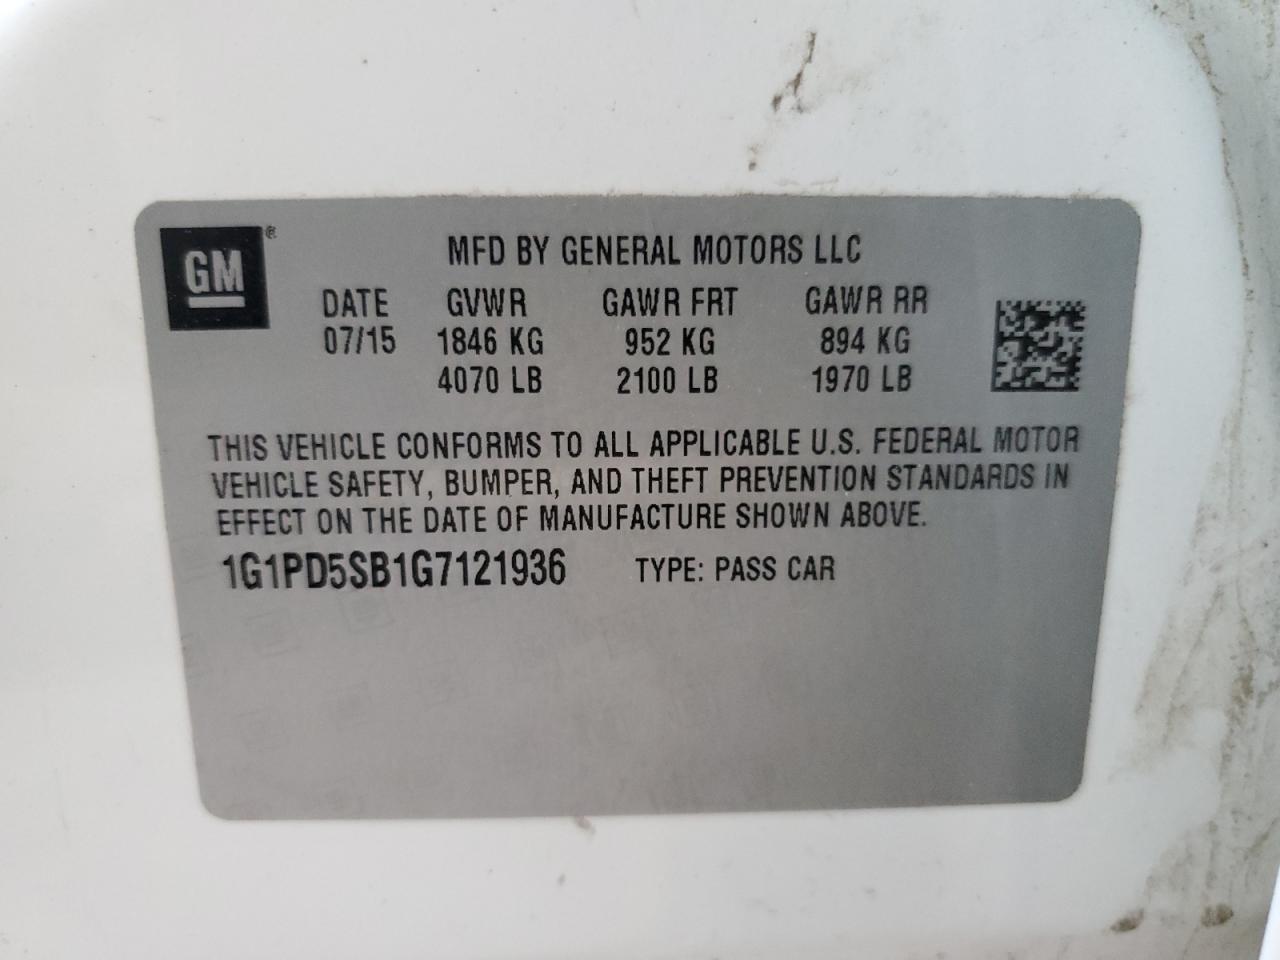 GM®
MFD BY GENERAL MOTORS LLC
DATE GVWR GAWR FRT GAWR RR
07/15 1846 KG 952 KG 894 KG
4070 LB 2100 LB 1970 LB
THIS VEHICLE CONFORMS TO ALL APPLICABLE U.S. FEDERAL MOTOR
VEHICLE SAFETY, BUMPER, AND THEFT PREVENTION STANDARDS IN
EFFECT ON THE DATE OF MANUFACTURE SHOWN ABOVE.
1G1PD5SB1G7121936 TYPE: PASS CAR